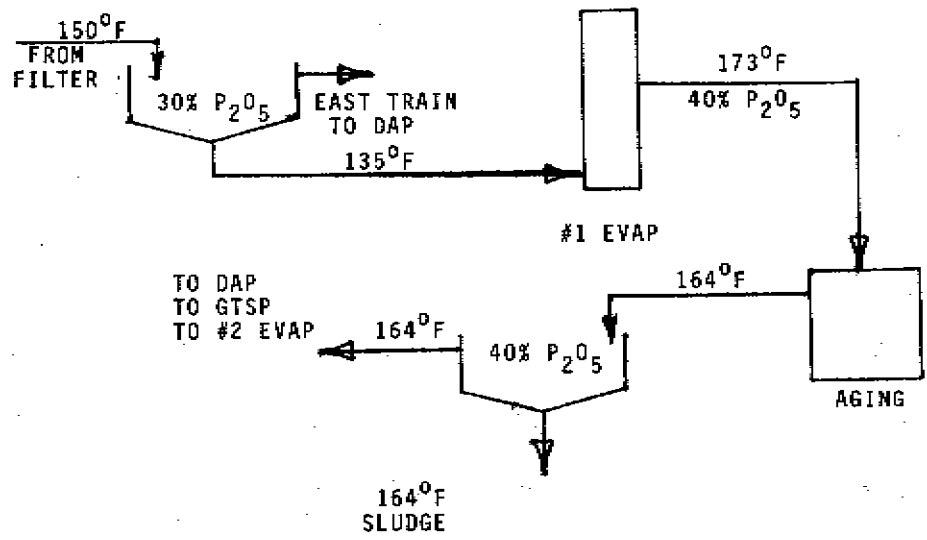 150°F
FROM
FILTER
30% P₂O₅
EAST TRAIN
TO DAP
135°F
173°F
40% P₂O₅
#1 EVAP
164°F
TO DAP
TO GTSP
TO #2 EVAP
164°F
40% P₂O₅
AGING
164°F
SLUDGE